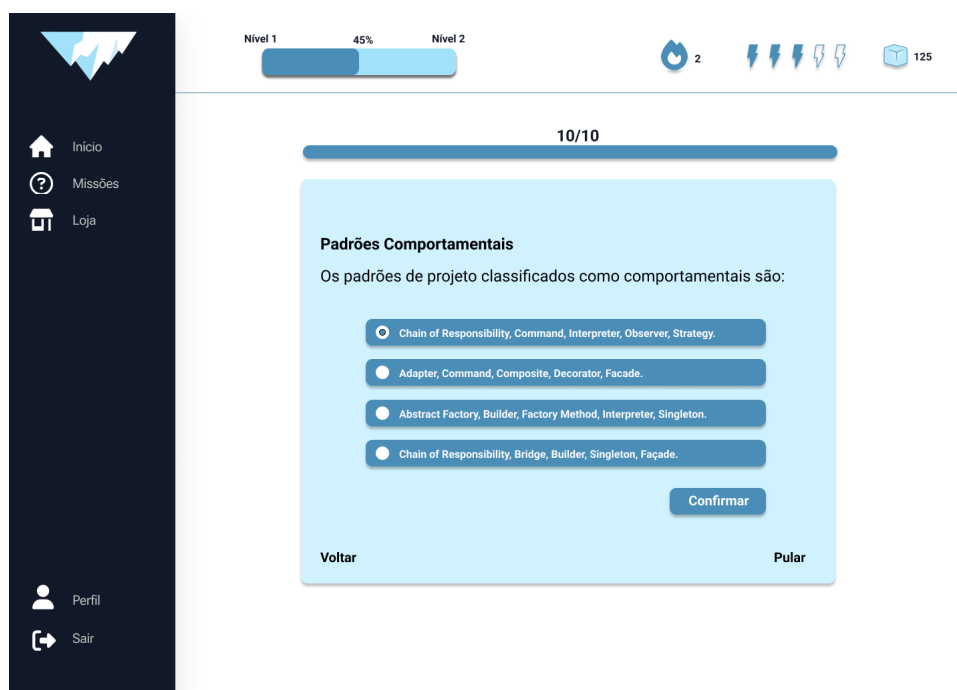 Nível 1
45%
Nível 2
2
125
Início
Missões
Loja
10/10
Padrões Comportamentais
Os padrões de projeto classificados como comportamentais são:
Chain of Responsibility, Command, Interpreter, Observer, Strategy.
Adapter, Command, Composite, Decorator, Facade.
Abstract Factory, Builder, Factory Method, Interpreter, Singleton.
Chain of Responsibility, Bridge, Builder, Singleton, Façade.
Confirmar
Voltar
Pular
Perfil
Sair